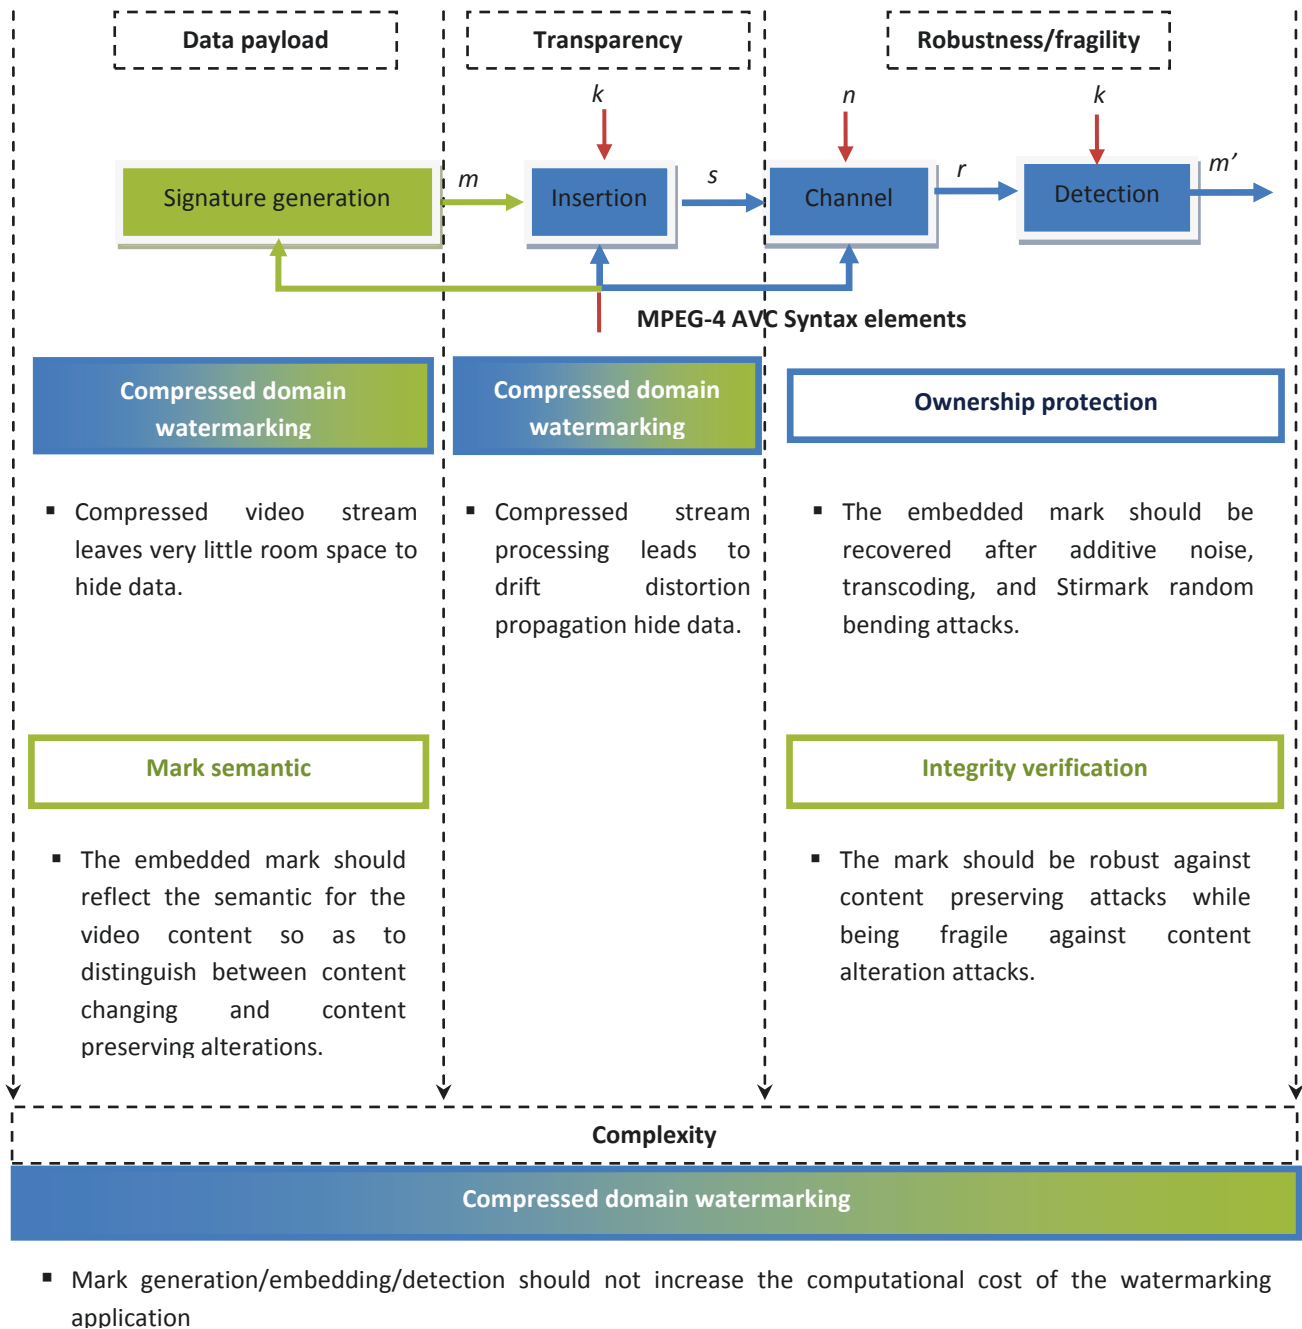 Data payload
Transparency
Robustness/fragility
k
n
k
Signature generation
m
Insertion
s
Channel
r
Detection
m’
MPEG-4 AVC Syntax elements
Compressed domain
watermarking
Compressed domain
watermarking
Ownership protection
▪ Compressed video stream
leaves very little room space to
hide data.
▪ Compressed stream
processing leads to
drift distortion
propagation hide data.
▪ The embedded mark should be
recovered after additive noise,
transcoding, and Stirmark random
bending attacks.
Mark semantic
Integrity verification
▪ The embedded mark should
reflect the semantic for the
video content so as to
distinguish between content
changing and content
preserving alterations.
▪ The mark should be robust against
content preserving attacks while
being fragile against content
alteration attacks.
Complexity
Compressed domain watermarking
▪ Mark generation/embedding/detection should not increase the computational cost of the watermarking
application